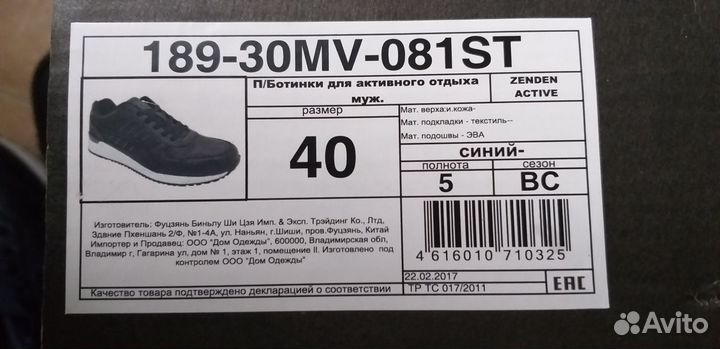 189-30MV-081ST
П/Ботинки для активного отдыха
муж.
ZENDEN
ACTIVE
размер
40
Мат. верха:и.кожа-
Мат. подкладки - текстиль--
Мат. подошвы - ЭВА
СИНИЙ-
полнота
сезон
5
ВС
Изготовитель: Фуцзянь Биньлу Ши Цзя Имп. & Эксп. Трэйдинг Ко., Лтд,
Здание Пхеншань 2/Ф, №1-4А, ул. Наньян, г.Шиши, пров.Фуцзянь, Китай
Импортер и Продавец: ООО "Дом Одежды", 600000, Владимирская обл,
Владимир г, Гагарина ул, дом № 1, этаж 1, помещение II. Изготовлено под
контролем ООО "Дом Одежды"
4 616010 710325
22.02.2017
Качество товара подтверждено декларацией о соответствии
ТР ТС 017/2011
EAC
Avito